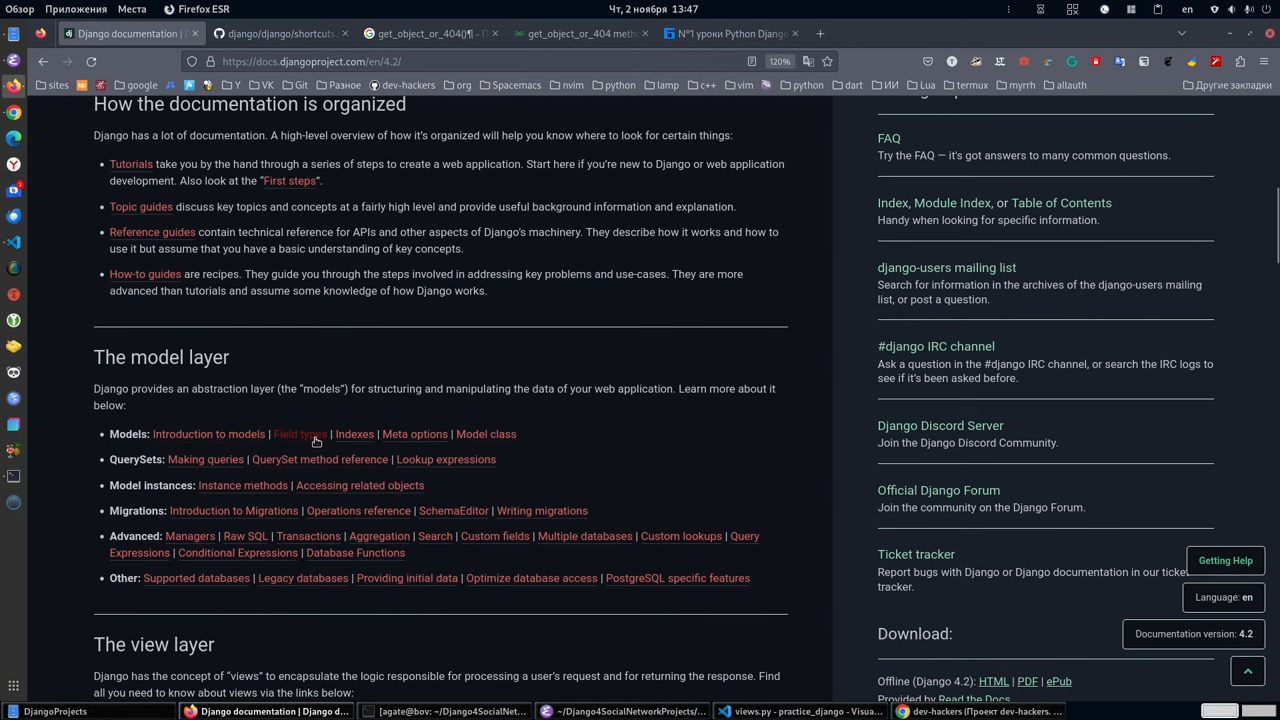 Обзор Приложения Места Firefox ESR Чт, 2 ноября 13:47 en
Django documentation | django/django/shortcuts. get_object_or_404()¶ - П get_object_or_404 meth N°1 уроки Python Django
https://docs.djangoproject.com/en/4.2/ 120%
sites google Y VK Git Разное dev-hackers org Spacemacs nvim python lamp c++ vim python dart ИИ Lua termux myrrh allauth Другие закладки
How the documentation is organized
Django has a lot of documentation. A high-level overview of how it's organized will help you know where to look for certain things:
• Tutorials take you by the hand through a series of steps to create a web application. Start here if you're new to Django or web application
development. Also look at the “First steps”.
• Topic guides discuss key topics and concepts at a fairly high level and provide useful background information and explanation.
• Reference guides contain technical reference for APIs and other aspects of Django's machinery. They describe how it works and how to
use it but assume that you have a basic understanding of key concepts.
• How-to guides are recipes. They guide you through the steps involved in addressing key problems and use-cases. They are more
advanced than tutorials and assume some knowledge of how Django works.
The model layer
Django provides an abstraction layer (the “models”) for structuring and manipulating the data of your web application. Learn more about it
below:
• Models: Introduction to models | Field types | Indexes | Meta options | Model class
• QuerySets: Making queries | QuerySet method reference | Lookup expressions
• Model instances: Instance methods | Accessing related objects
• Migrations: Introduction to Migrations | Operations reference | SchemaEditor | Writing migrations
• Advanced: Managers | Raw SQL | Transactions | Aggregation | Search | Custom fields | Multiple databases | Custom lookups | Query
Expressions | Conditional Expressions | Database Functions
• Other: Supported databases | Legacy databases | Providing initial data | Optimize database access | PostgreSQL specific features
The view layer
Django has the concept of “views” to encapsulate the logic responsible for processing a user's request and for returning the response. Find
all you need to know about views via the links below:
FAQ
Try the FAQ — it's got answers to many common questions.
Index, Module Index, or Table of Contents
Handy when looking for specific information.
django-users mailing list
Search for information in the archives of the django-users mailing
list, or post a question.
#django IRC channel
Ask a question in the #django IRC channel, or search the IRC logs to
see if it's been asked before.
Django Discord Server
Join the Django Discord Community.
Official Django Forum
Join the community on the Django Forum.
Ticket tracker
Report bugs with Django or Django documentation in our ticket
tracker.
Getting Help
Language: en
Download:
Documentation version: 4.2
Offline (Django 4.2): HTML | PDF | ePub
Provided by Read the Docs.
DjangoProjects Django documentation | Django d... [agate@bov: ~/Django4SocialNet... ~/Django4SocialNetworkProjects/... views.py - practice_django - Visua... dev-hackers (Проект dev-hackers. ...